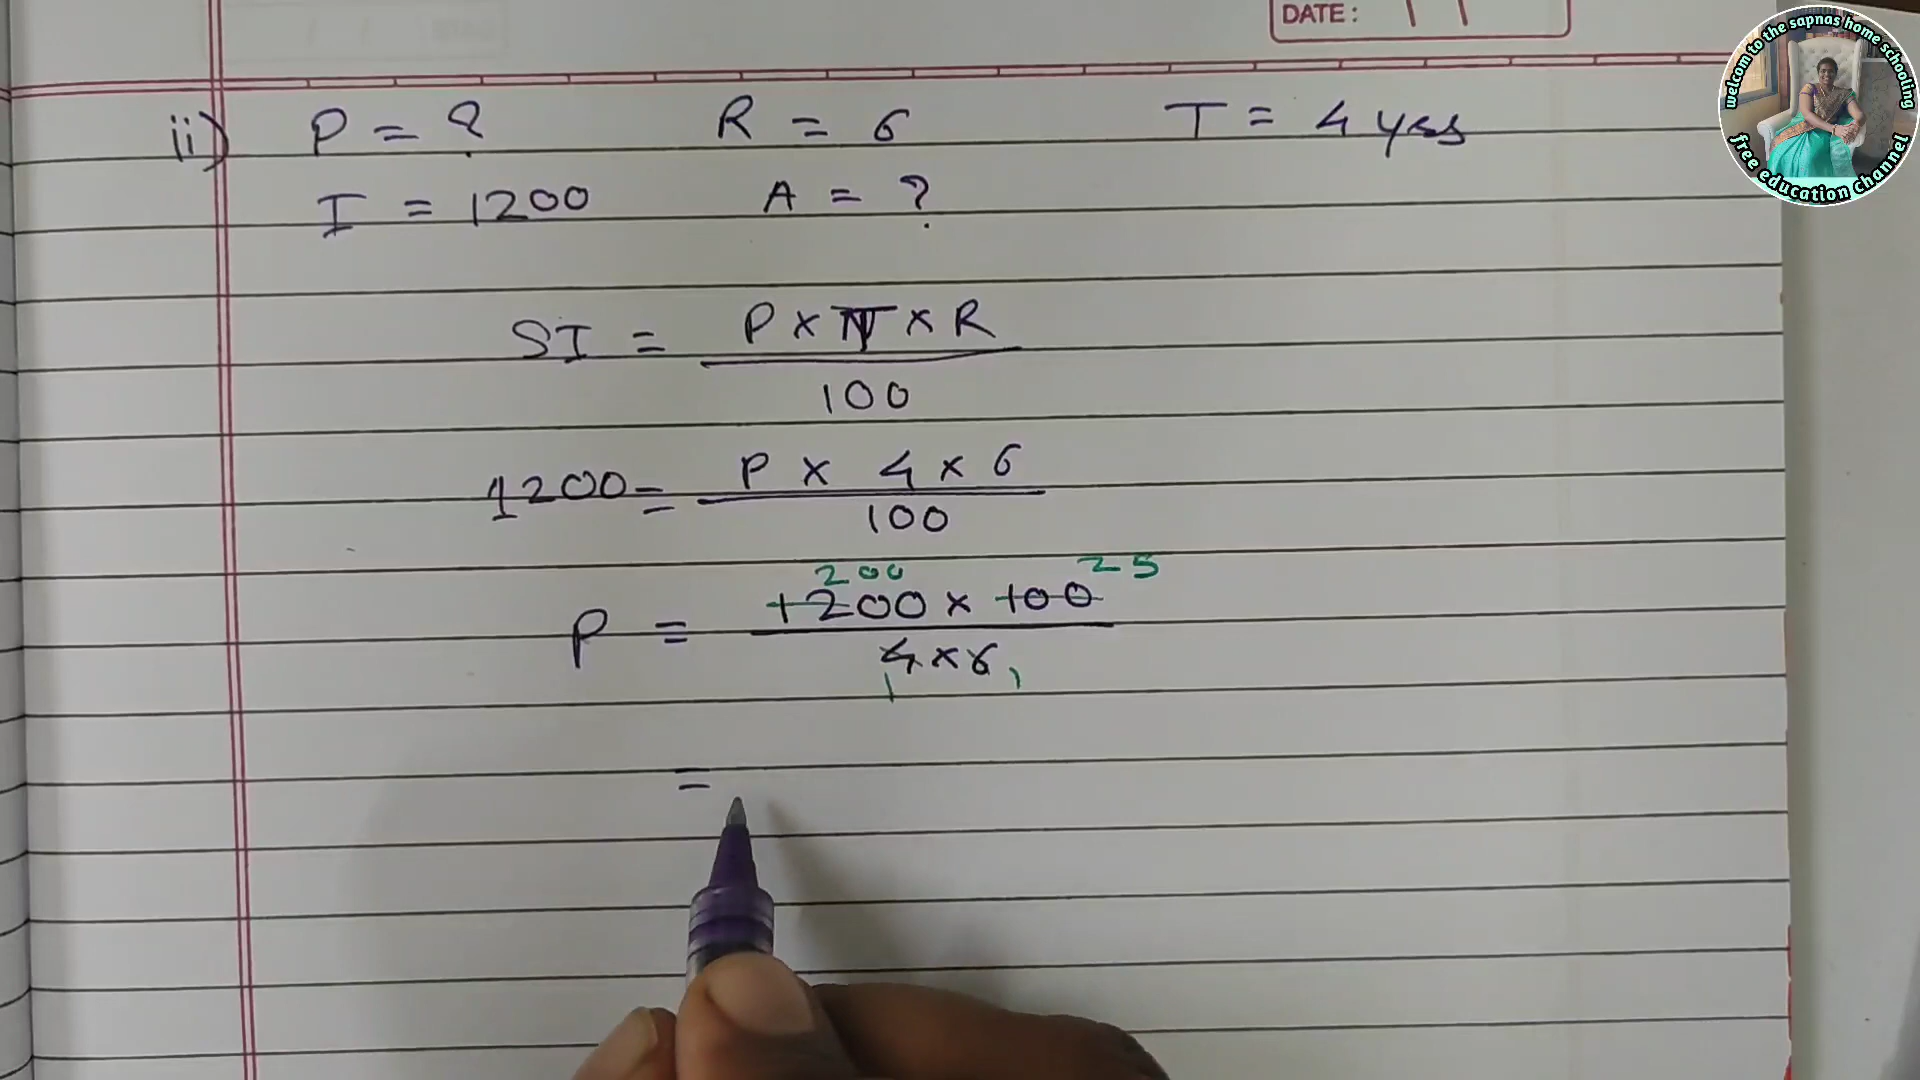 DATE:
welcom to the sapnas home schooling
free education channel
ii) P = ? R = 6 T = 4 yrs
I = 1200 A = ?
SI = P × T × R
100
1200 = P × 4 × 6
100
200 25
P = 1200 × 100
4 × 6
1 1
=